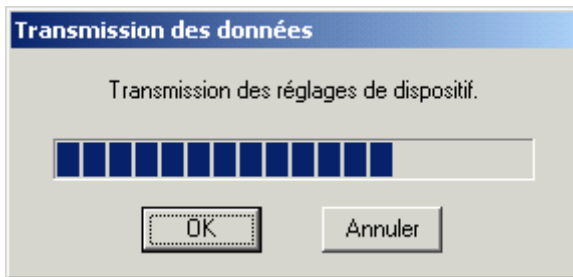 Transmission des données
Transmission des réglages de dispositif.
OK
Annuler